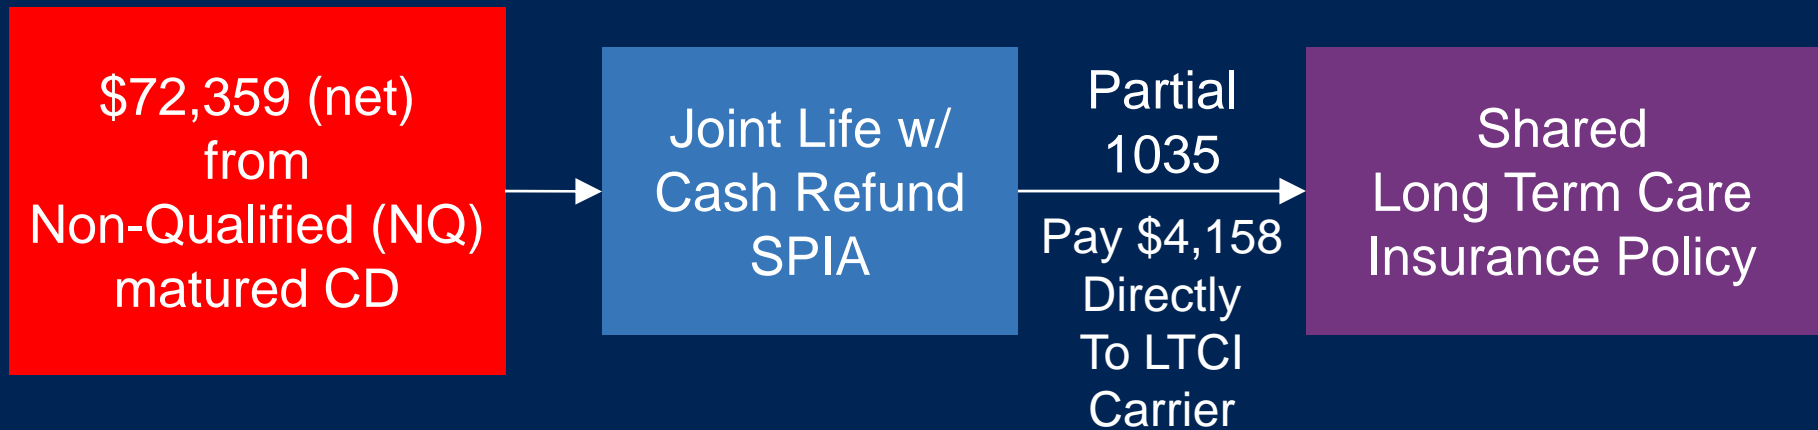 $72,359 (net)
from
Non-Qualified (NQ)
matured CD
Joint Life w/
Cash Refund
SPIA
Partial
1035
Pay $4,158
Directly
To LTCI
Carrier
Shared
Long Term Care
Insurance Policy